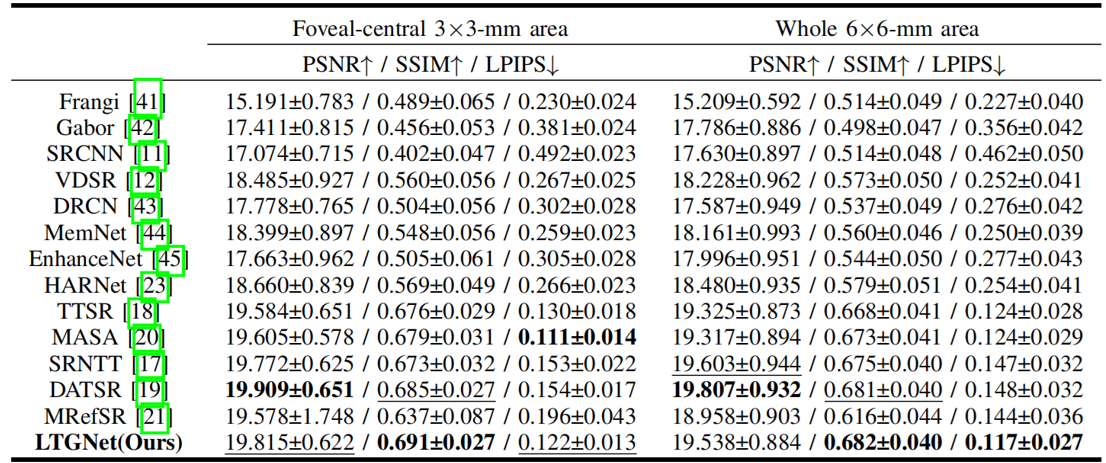 Foveal-central 3×3-mm area Whole 6×6-mm area
PSNR↑ / SSIM↑ / LPIPS↓ PSNR↑ / SSIM↑ / LPIPS↓
Frangi [41] 15.191±0.783 / 0.489±0.065 / 0.230±0.024 15.209±0.592 / 0.514±0.049 / 0.227±0.040
Gabor [42] 17.411±0.815 / 0.456±0.053 / 0.381±0.024 17.786±0.886 / 0.498±0.047 / 0.356±0.042
SRCNN [11] 17.074±0.715 / 0.402±0.047 / 0.492±0.023 17.630±0.897 / 0.514±0.048 / 0.462±0.050
VDSR [12] 18.485±0.927 / 0.560±0.056 / 0.267±0.025 18.228±0.962 / 0.573±0.050 / 0.252±0.041
DRCN [43] 17.778±0.765 / 0.504±0.056 / 0.302±0.028 17.587±0.949 / 0.537±0.049 / 0.276±0.042
MemNet [44] 18.399±0.897 / 0.548±0.056 / 0.259±0.023 18.161±0.993 / 0.560±0.046 / 0.250±0.039
EnhanceNet [45] 17.663±0.962 / 0.505±0.061 / 0.305±0.028 17.996±0.951 / 0.544±0.050 / 0.277±0.043
HARNet [23] 18.660±0.839 / 0.569±0.049 / 0.266±0.023 18.480±0.935 / 0.579±0.051 / 0.254±0.041
TTSR [18] 19.584±0.651 / 0.676±0.029 / 0.130±0.018 19.325±0.873 / 0.668±0.041 / 0.124±0.028
MASA [20] 19.605±0.578 / 0.679±0.031 / 0.111±0.014 19.317±0.894 / 0.673±0.041 / 0.124±0.029
SRNTT [17] 19.772±0.625 / 0.673±0.032 / 0.153±0.022 19.603±0.944 / 0.675±0.040 / 0.147±0.032
DATSR [19] 19.909±0.651 / 0.685±0.027 / 0.154±0.017 19.807±0.932 / 0.681±0.040 / 0.148±0.032
MRefSR [21] 19.578±1.748 / 0.637±0.087 / 0.196±0.043 18.958±0.903 / 0.616±0.044 / 0.144±0.036
LTGNet(Ours) 19.815±0.622 / 0.691±0.027 / 0.122±0.013 19.538±0.884 / 0.682±0.040 / 0.117±0.027